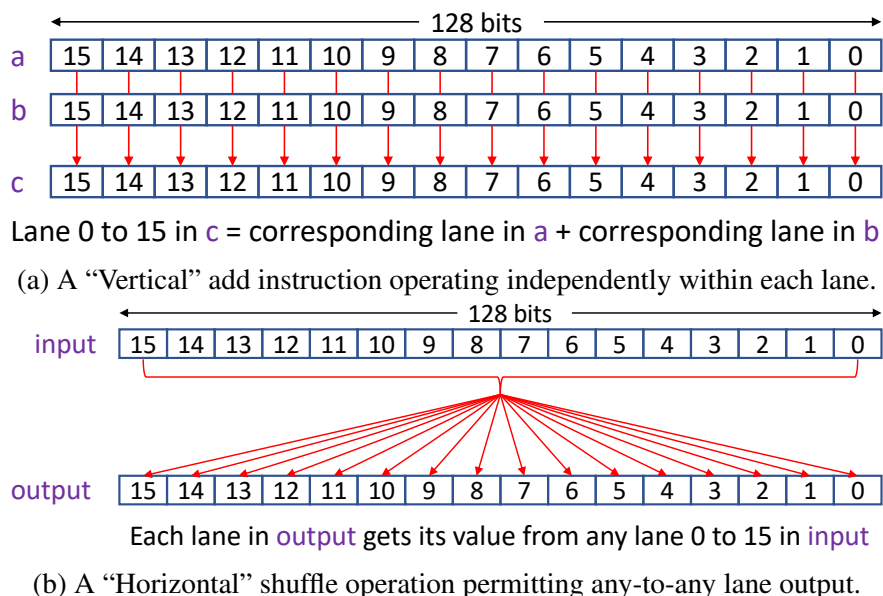 128 bits
a 15 14 13 12 11 10 9 8 7 6 5 4 3 2 1 0
b 15 14 13 12 11 10 9 8 7 6 5 4 3 2 1 0
c 15 14 13 12 11 10 9 8 7 6 5 4 3 2 1 0
Lane 0 to 15 in c = corresponding lane in a + corresponding lane in b
(a) A “Vertical” add instruction operating independently within each lane.
128 bits
input 15 14 13 12 11 10 9 8 7 6 5 4 3 2 1 0
output 15 14 13 12 11 10 9 8 7 6 5 4 3 2 1 0
Each lane in output gets its value from any lane 0 to 15 in input
(b) A “Horizontal” shuffle operation permitting any-to-any lane output.